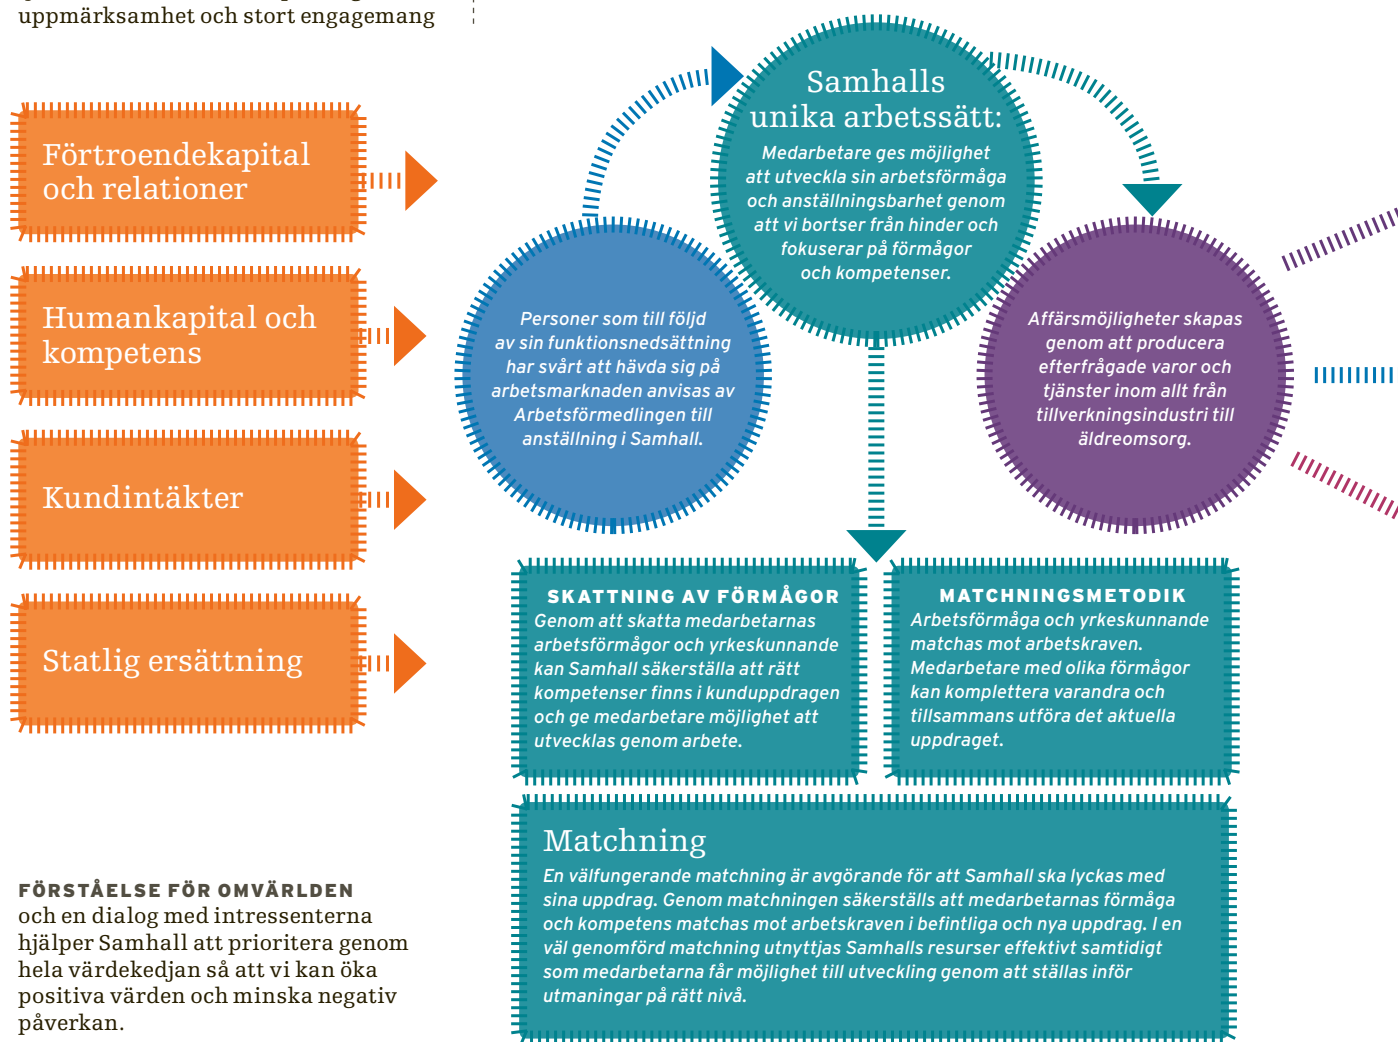 uppmärksamhet och stort engagemang
Förtroendekapital
och relationer
Humankapital och
kompetens
Kundintäkter
Statlig ersättning
FÖRSTÅELSE FÖR OMVÄRLDEN
och en dialog med intressenterna
hjälper Samhall att prioritera genom
hela värdekedjan så att vi kan öka
positiva värden och minska negativ
påverkan.
Personer som till följd
av sin funktionsnedsättning
har svårt att hävda sig på
arbetsmarknaden anvisas av
Arbetsförmedlingen till
anställning i Samhall.
Samhalls
unika arbetssätt:
Medarbetare ges möjlighet
att utveckla sin arbetsförmåga
och anställningsbarhet genom
att vi bortser från hinder och
fokuserar på förmågor
och kompetenser.
Affärsmöjligheter skapas
genom att producera
efterfrågade varor och
tjänster inom allt från
tillverkningsindustri till
äldreomsorg.
SKATTNING AV FÖRMÅGOR
Genom att skatta medarbetarnas
arbetsförmågor och yrkeskunnande
kan Samhall säkerställa att rätt
kompetenser finns i kunduppdragen
och ge medarbetare möjlighet att
utvecklas genom arbete.
MATCHNINGSMETODIK
Arbetsförmåga och yrkeskunnande
matchas mot arbetskraven.
Medarbetare med olika förmågor
kan komplettera varandra och
tillsammans utföra det aktuella
uppdraget.
Matchning
En välfungerande matchning är avgörande för att Samhall ska lyckas med
sina uppdrag. Genom matchningen säkerställs att medarbetarnas förmåga
och kompetens matchas mot arbetskraven i befintliga och nya uppdrag. I en
väl genomförd matchning utnyttjas Samhalls resurser effektivt samtidigt
som medarbetarna får möjlighet till utveckling genom att ställas inför
utmaningar på rätt nivå.